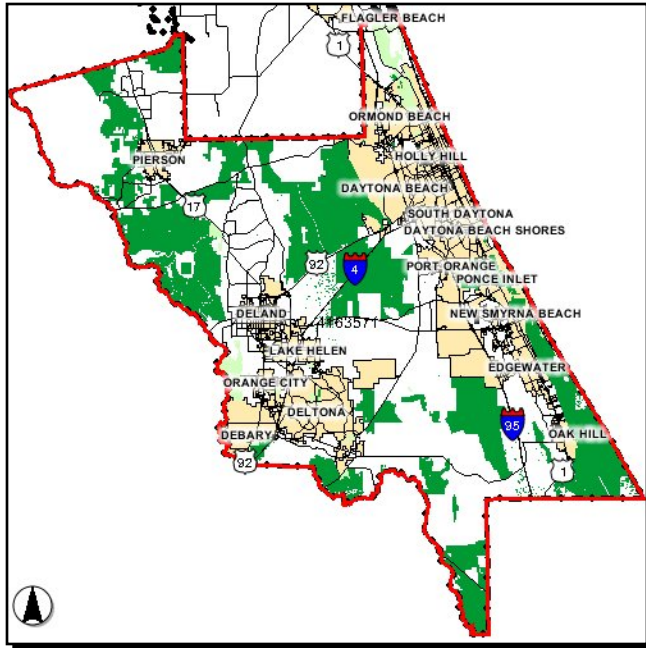 FLAGLER BEACH
1
ORMOND BEACH
HOLLY HILL
PIERSON
DAYTONA BEACH
17
SOUTH DAYTONA
DAYTONA BEACH SHORES
92
4
PORT ORANGE
PONCE INLET
DELAND
NEW SMYRNA BEACH
4163571
LAKE HELEN
EDGEWATER
ORANGE CITY
DELTONA
95
DEBARY
OAK HILL
92
1